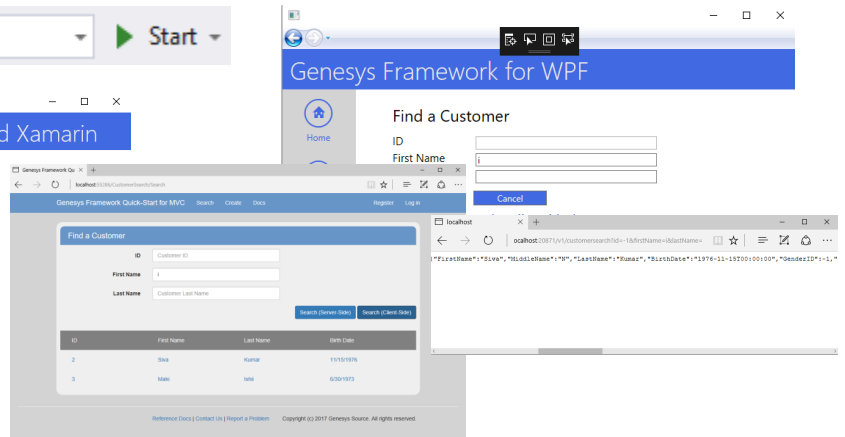 Start
Genesys Framework for WPF
d Xamarin
Home
Find a Customer
ID
First Name
i
Cancel
Genesys Framework Qu
localhost:55206/CustomerSearch/Search
Genesys Framework Quick-Start for MVC Search Create Docs Register Log in
Find a Customer
ID Customer ID
First Name i
Last Name Customer Last Name
Search (Server-Side) Search (Client-Side)
ID First Name Last Name Birth Date
2 Siva Kumar 11/15/1976
3 Maki Ishii 6/30/1973
Reference Docs | Contact Us | Report a Problem Copyright (c) 2017 Genesys Source. All rights reserved.
localhost
ocalhost:20871/v1/customersearch?id=-1&firstName=i&lastName=
{"FirstName":"Siva","MiddleName":"N","LastName":"Kumar","BirthDate":"1976-11-15T00:00:00","GenderID":-1,"